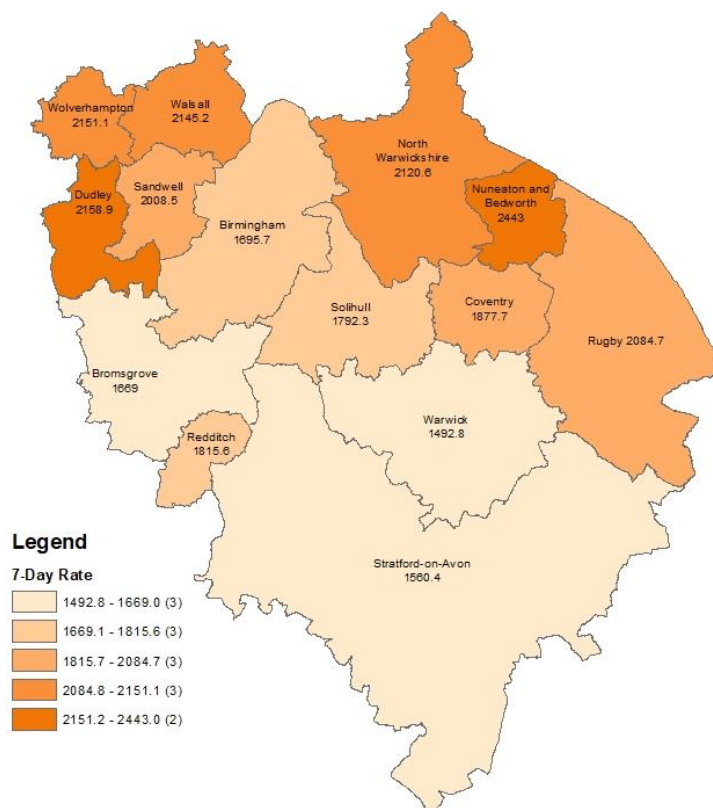 Wolverhampton
2151.1
Walsall
2145.2
North
Warwickshire
2120.6
Dudley
2158.9
Sandwell
2008.5
Nuneaton and
Bedworth
2443
Birmingham
1695.7
Solihull
1792.3
Coventry
1877.7
Rugby 2084.7
Bromsgrove
1669
Warwick
1492.8
Redditch
1815.6
Stratford-on-Avon
1560.4
Legend
7-Day Rate
1492.8 - 1669.0 (3)
1669.1 - 1815.6 (3)
1815.7 - 2084.7 (3)
2084.8 - 2151.1 (3)
2151.2 - 2443.0 (2)